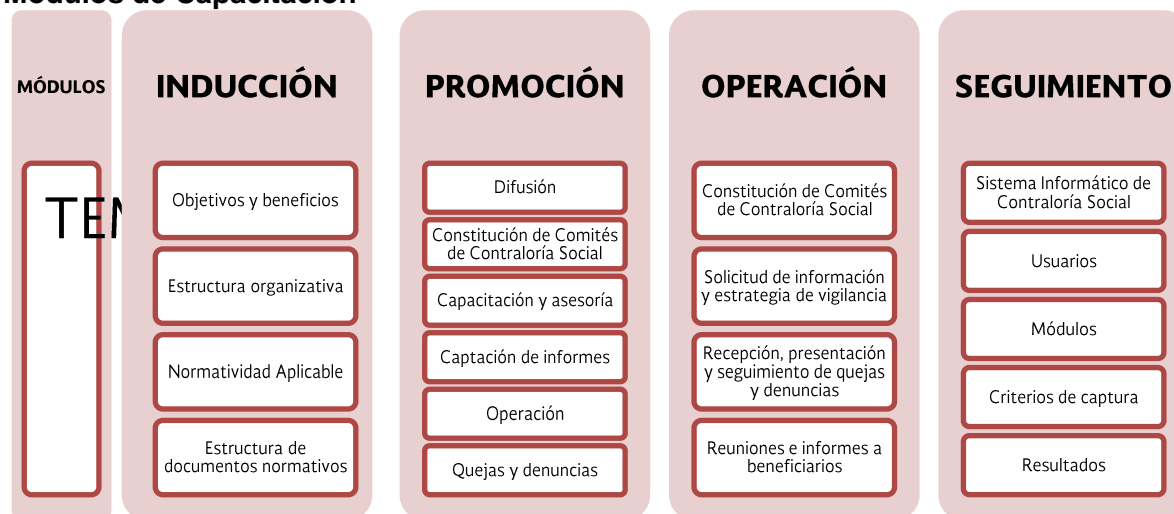 Módulos de Capacitación
MÓDULOS
INDUCCIÓN
Objetivos y beneficios
Estructura organizativa
Normatividad Aplicable
Estructura de
documentos normativos
PROMOCIÓN
Difusión
Constitución de Comités
de Contraloría Social
Capacitación y asesoría
Captación de informes
Operación
Quejas y denuncias
OPERACIÓN
Constitución de Comités
de Contraloría Social
Solicitud de información
y estrategia de vigilancia
Recepción, presentación
y seguimiento de quejas
y denuncias
Reuniones e informes a
beneficiarios
SEGUIMIENTO
Sistema Informático de
Contraloría Social
Usuarios
Módulos
Criterios de captura
Resultados